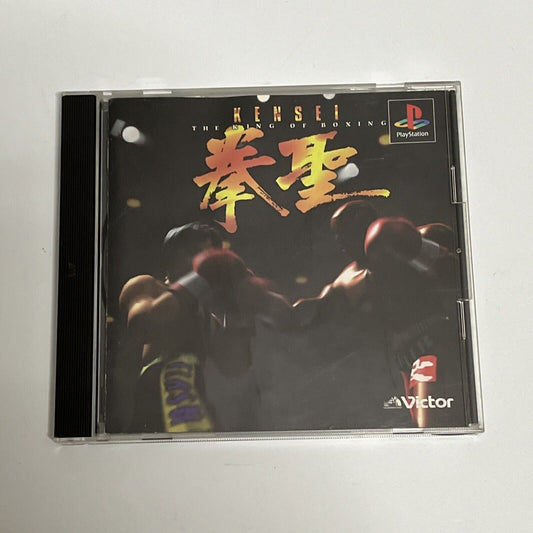 KENSEi
THE KING OF BOXING
拳聖
PlayStation
Victor